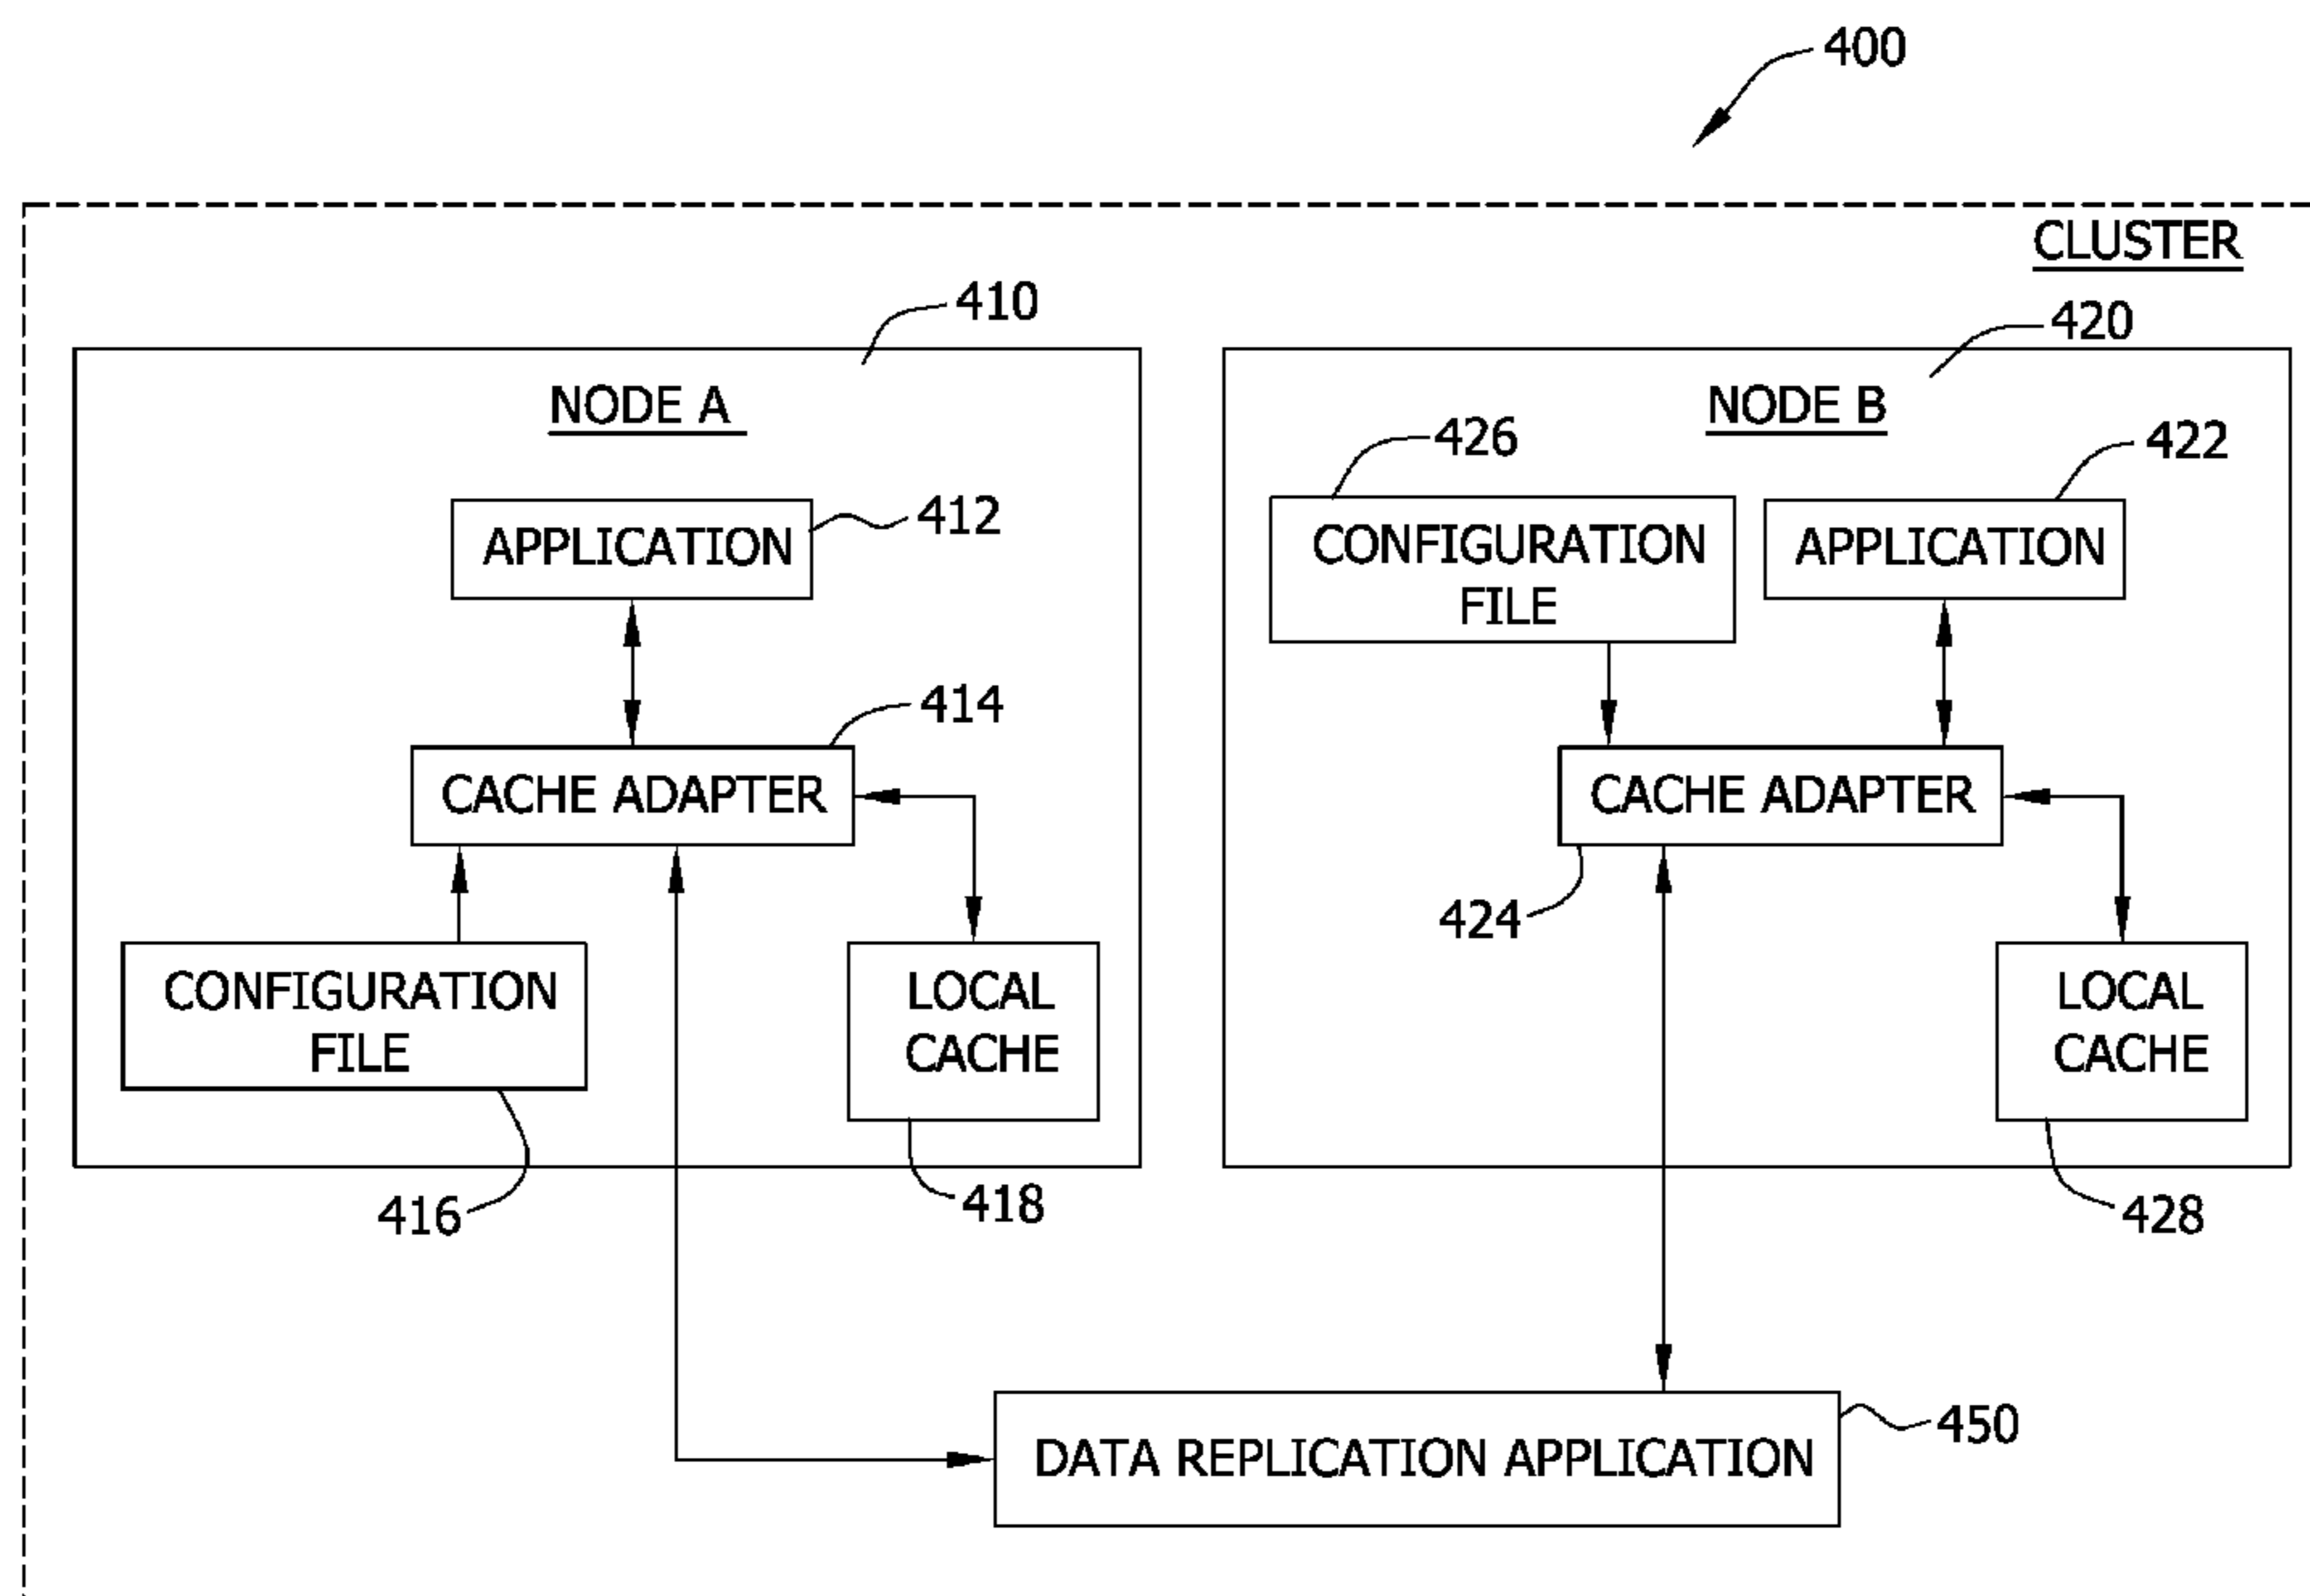 400
CLUSTER
410
420
NODE A
NODE B
426
422
412
APPLICATION
CONFIGURATION
FILE
APPLICATION
414
CACHE ADAPTER
CACHE ADAPTER
424
CONFIGURATION
FILE
LOCAL
CACHE
LOCAL
CACHE
416
418
428
450
DATA REPLICATION APPLICATION